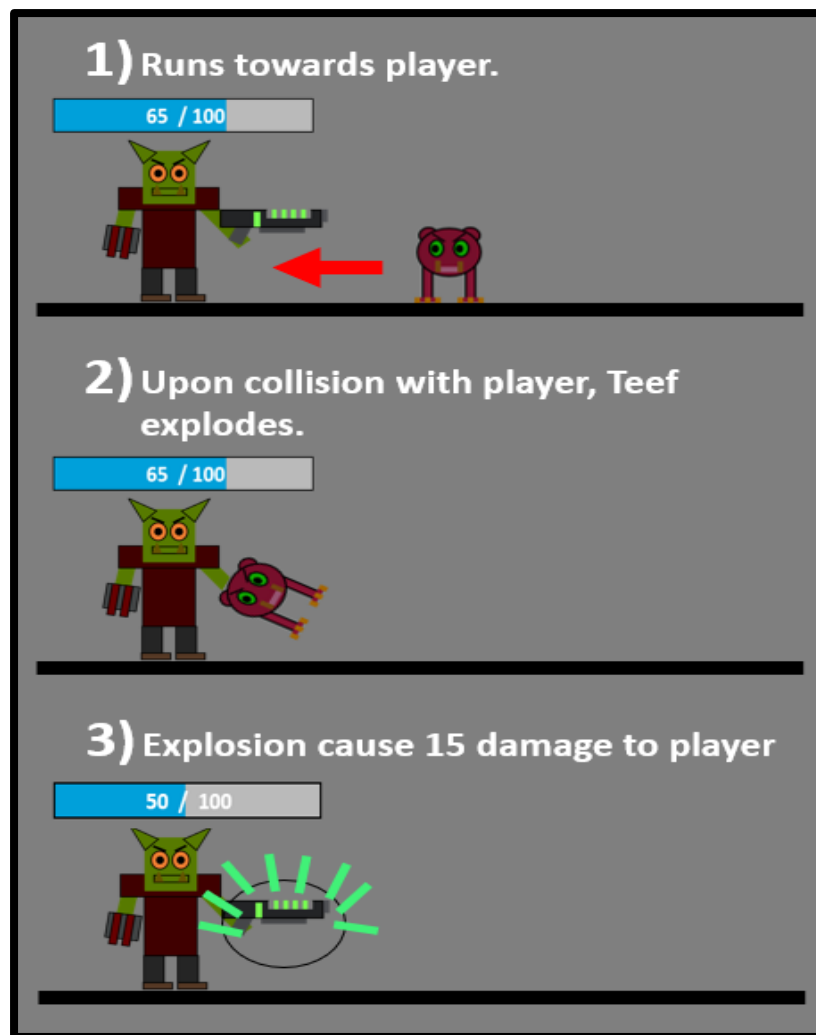 1) Runs towards player.
65 / 100
2) Upon collision with player, Teef
explodes.
65 / 100
3) Explosion cause 15 damage to player
50 / 100